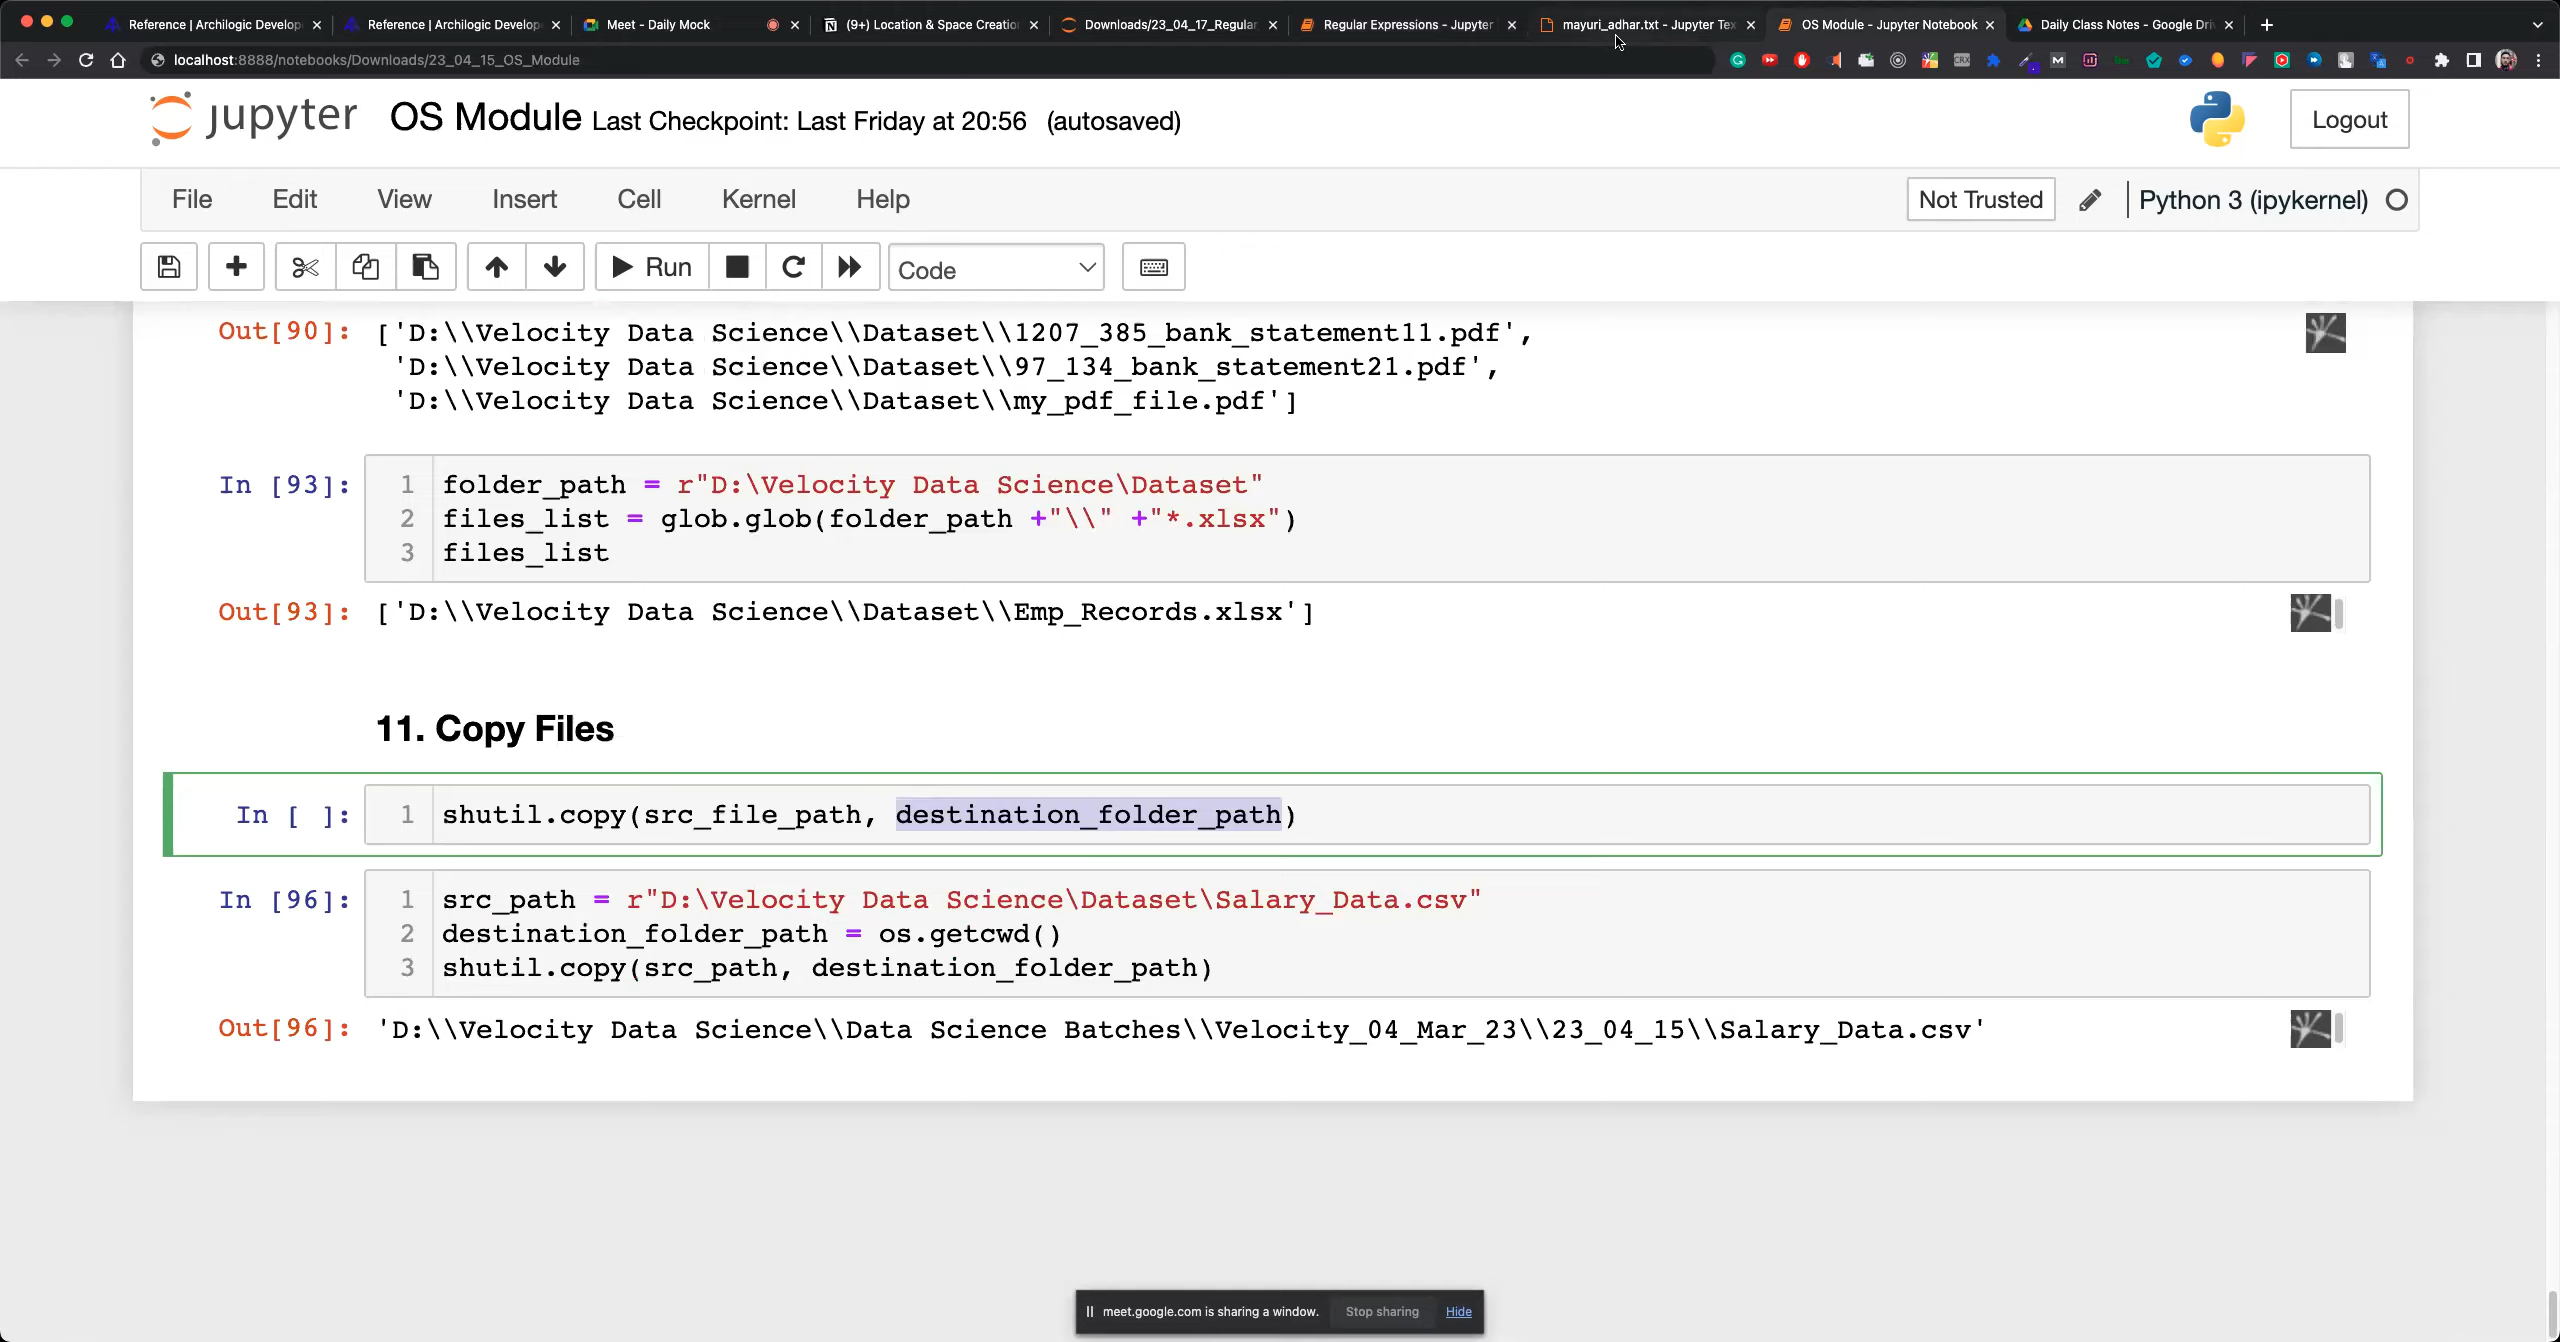 Reference | Archilogic Develop
Reference | Archilogic Develop
Meet - Daily Mock
(9+) Location & Space Creatio
Downloads/23_04_17_Regular
Regular Expressions - Jupyter
mayuri_adhar.txt - Jupyter Tex
OS Module - Jupyter Notebook
Daily Class Notes - Google Dri
localhost:8888/notebooks/Downloads/23_04_15_OS_Module
jupyter OS Module Last Checkpoint: Last Friday at 20:56 (autosaved)
Logout
File Edit View Insert Cell Kernel Help
Not Trusted
Python 3 (ipykernel)
Run
Code
Out[90]: ['D:\\Velocity Data Science\\Dataset\\1207_385_bank_statement11.pdf',
'D:\\Velocity Data Science\\Dataset\\97_134_bank_statement21.pdf',
'D:\\Velocity Data Science\\Dataset\\my_pdf_file.pdf']
In [93]: 1 folder_path = r"D:\Velocity Data Science\Dataset"
2 files_list = glob.glob(folder_path +"\\" +"*.xlsx")
3 files_list
Out[93]: ['D:\\Velocity Data Science\\Dataset\\Emp_Records.xlsx']
11. Copy Files
In [ ]: 1 shutil.copy(src_file_path, destination_folder_path)
In [96]: 1 src_path = r"D:\Velocity Data Science\Dataset\Salary_Data.csv"
2 destination_folder_path = os.getcwd()
3 shutil.copy(src_path, destination_folder_path)
Out[96]: 'D:\\Velocity Data Science\\Data Science Batches\\Velocity_04_Mar_23\\23_04_15\\Salary_Data.csv'
meet.google.com is sharing a window. Stop sharing Hide